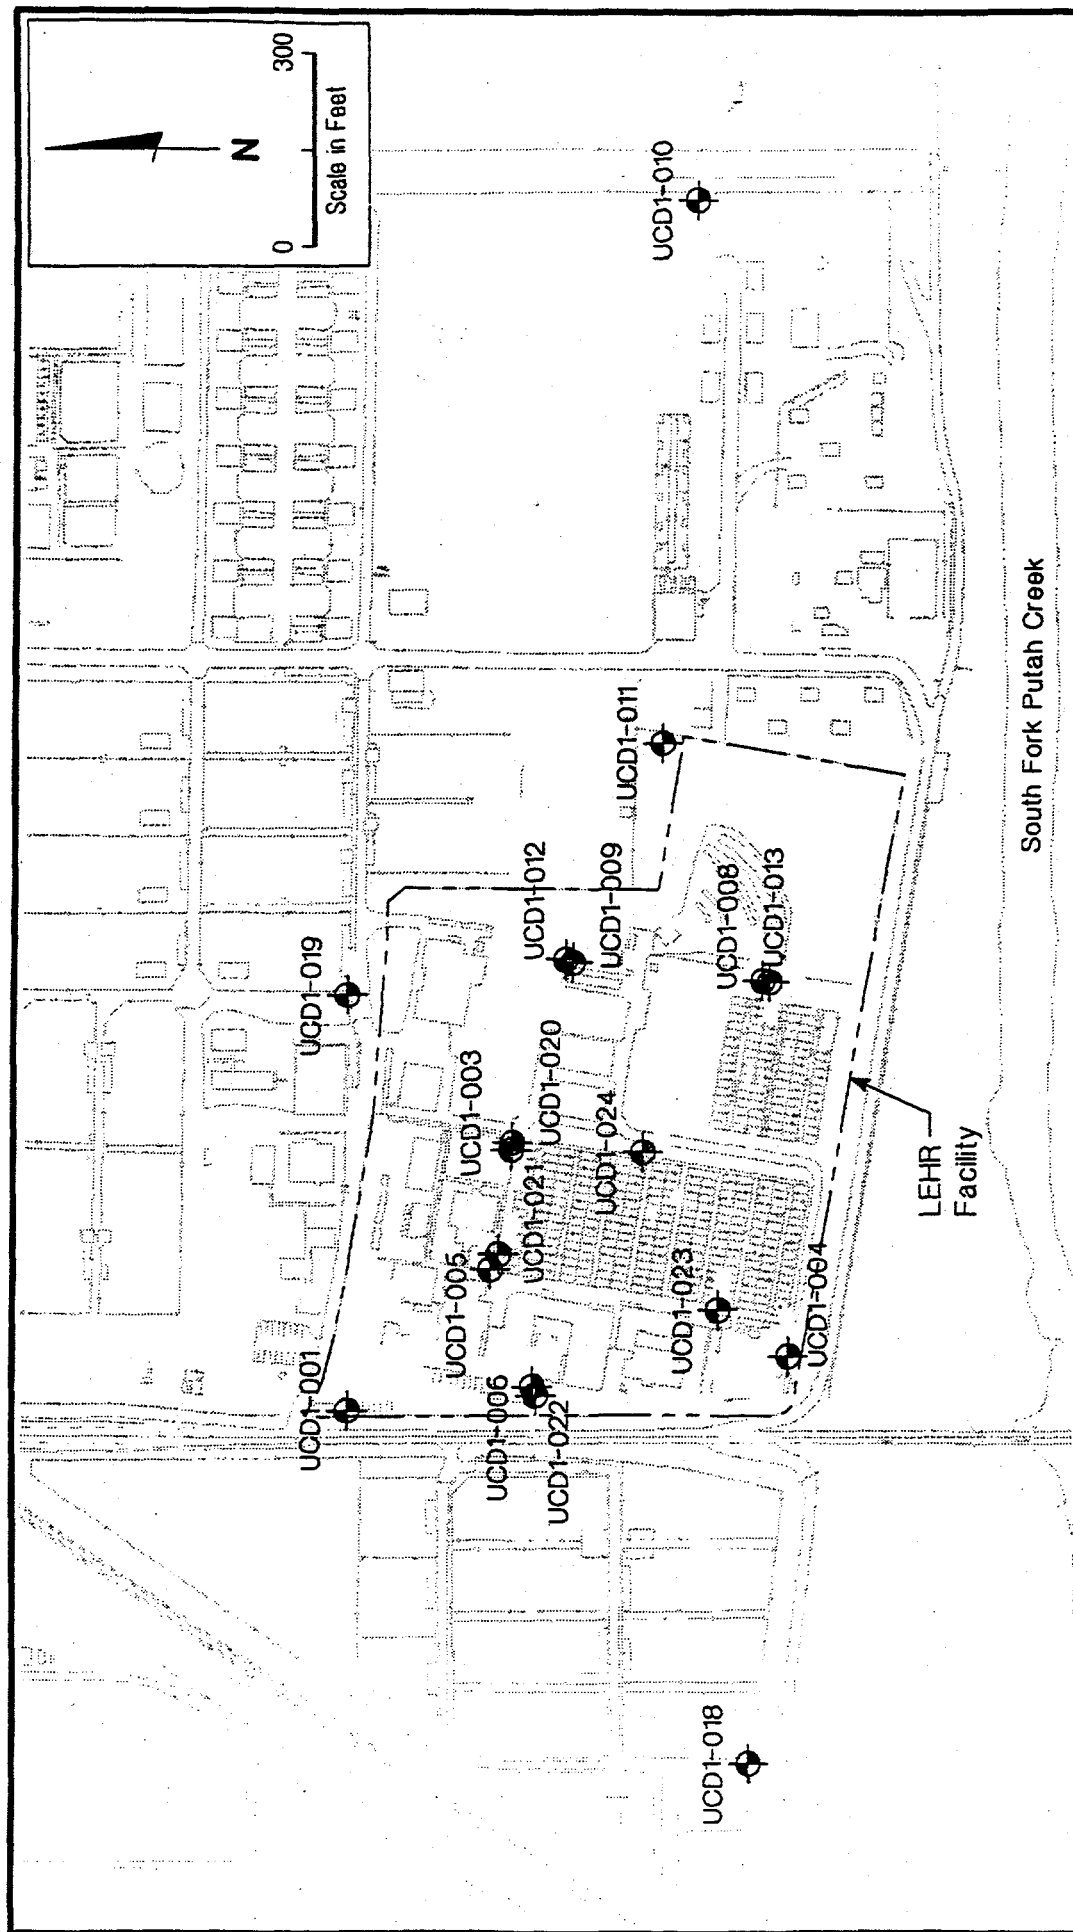 N
0
300
Scale in Feet
UCD1-001
UCD1-019
UCD1-006
UCD1-022
UCD1-005
UCD1-021
UCD1-003
UCD1-020
UCD1-012
UCD1-009
UCD1-011
UCD1-010
UCD1-018
UCD1-023
UCD1-004
UCD1-024
UCD1-008
UCD1-013
LEHR
Facility
South Fork Putah Creek